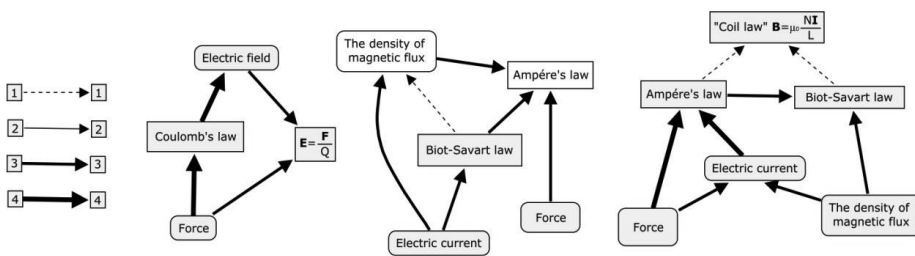 1 1
2 2
3 3
4 4
Electric field
Coulomb's law
E=F/Q
Force
The density of
magnetic flux
Ampére's law
Biot-Savart law
Force
Electric current
"Coil law" B=μ₀NI/L
Ampére's law
Biot-Savart law
Electric current
Force
The density of
magnetic flux